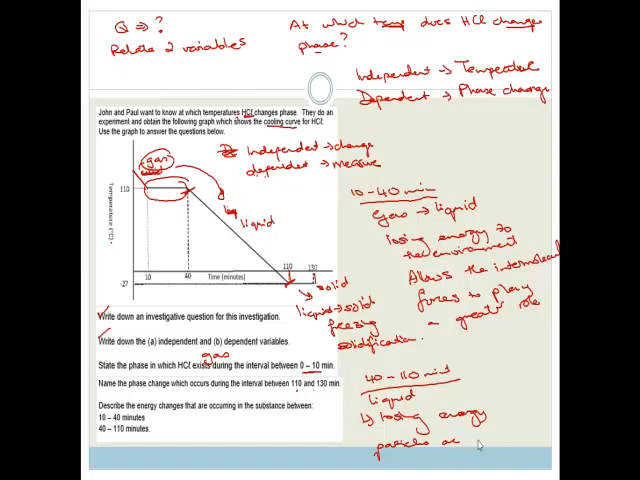 Q => ?
Relate 2 variables
At which temp does HCl changes
phase?
Independent → Temperature
Dependent → Phase change
John and Paul want to know at which temperatures HCℓ changes phase. They do an
experiment and obtain the following graph which shows the cooling curve for HCℓ.
Use the graph to answer the questions below.
Independent → change
dependent → measure
gas
110
Temperature (°C)
liquid
-27
10
40
Time (minutes)
110
130
solid
liquid → solid
freezing
solidification.
10-40 min
Gas → liquid
losing energy to
the environment
Allows the intermolecular
forces to play
a greater role
Write down an investigative question for this investigation.
Write down the (a) independent and (b) dependent variables.
gas
State the phase in which HCℓ exists during the interval between 0 – 10 min.
Name the phase change which occurs during the interval between 110 and 130 min.
Describe the energy changes that are occurring in the substance between:
10 – 40 minutes
40 – 110 minutes.
40-110 min
liquid
↳ losing energy
particles are